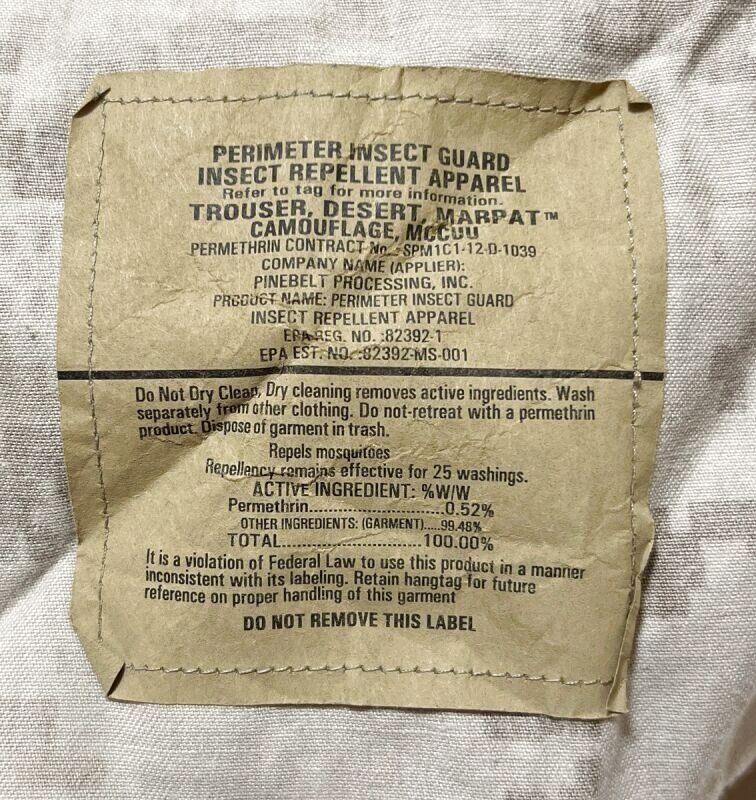 PERIMETER INSECT GUARD
INSECT REPELLENT APPAREL
Refer to tag for more information.
TROUSER, DESERT, MARPAT™
CAMOUFLAGE, MCCUU
PERMETHRIN CONTRACT No. SPM1C1-12-D-1039
COMPANY NAME (APPLIER):
PINEBELT PROCESSING, INC.
PRODUCT NAME: PERIMETER INSECT GUARD
INSECT REPELLENT APPAREL
EPA REG. NO. :82392-1
EPA EST. NO. :82392-MS-001
Do Not Dry Clean, Dry cleaning removes active ingredients. Wash
separately from other clothing. Do not-retreat with a permethrin
product. Dispose of garment in trash.
Repels mosquitoes
Repellency remains effective for 25 washings.
ACTIVE INGREDIENT: %W/W
Permethrin........................0.52%
OTHER INGREDIENTS: (GARMENT).....99.48%
TOTAL.........................100.00%
It is a violation of Federal Law to use this product in a manner
inconsistent with its labeling. Retain hangtag for future
reference on proper handling of this garment
DO NOT REMOVE THIS LABEL